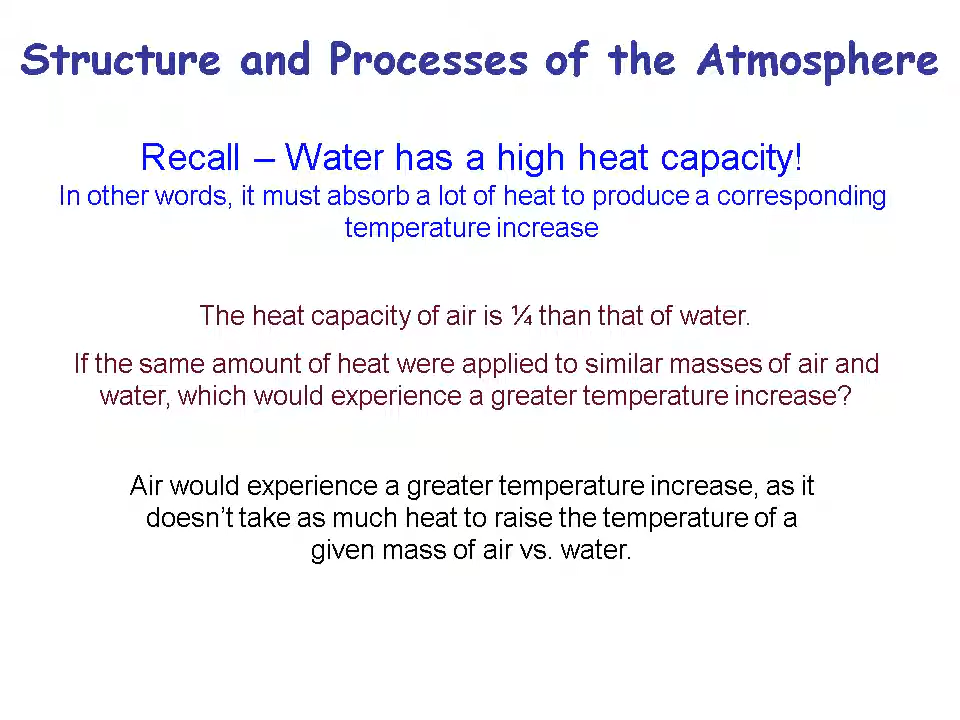 Structure and Processes of the Atmosphere
Recall – Water has a high heat capacity!
In other words, it must absorb a lot of heat to produce a corresponding
temperature increase
The heat capacity of air is ¼ than that of water.
If the same amount of heat were applied to similar masses of air and
water, which would experience a greater temperature increase?
Air would experience a greater temperature increase, as it
doesn’t take as much heat to raise the temperature of a
given mass of air vs. water.